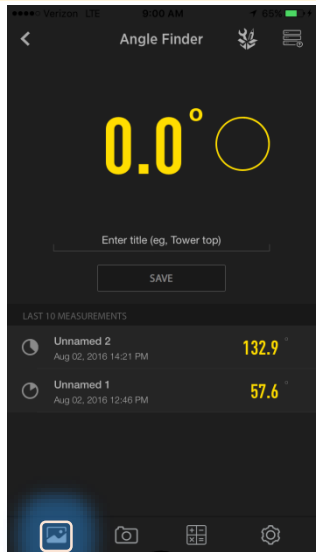 Verizon LTE 9:00 AM 65%
Angle Finder
0.0°
Enter title (eg, Tower top)
SAVE
LAST 10 MEASUREMENTS
Unnamed 2
132.9°
Aug 02, 2016 14:21 PM
Unnamed 1
57.6°
Aug 02, 2016 12:46 PM